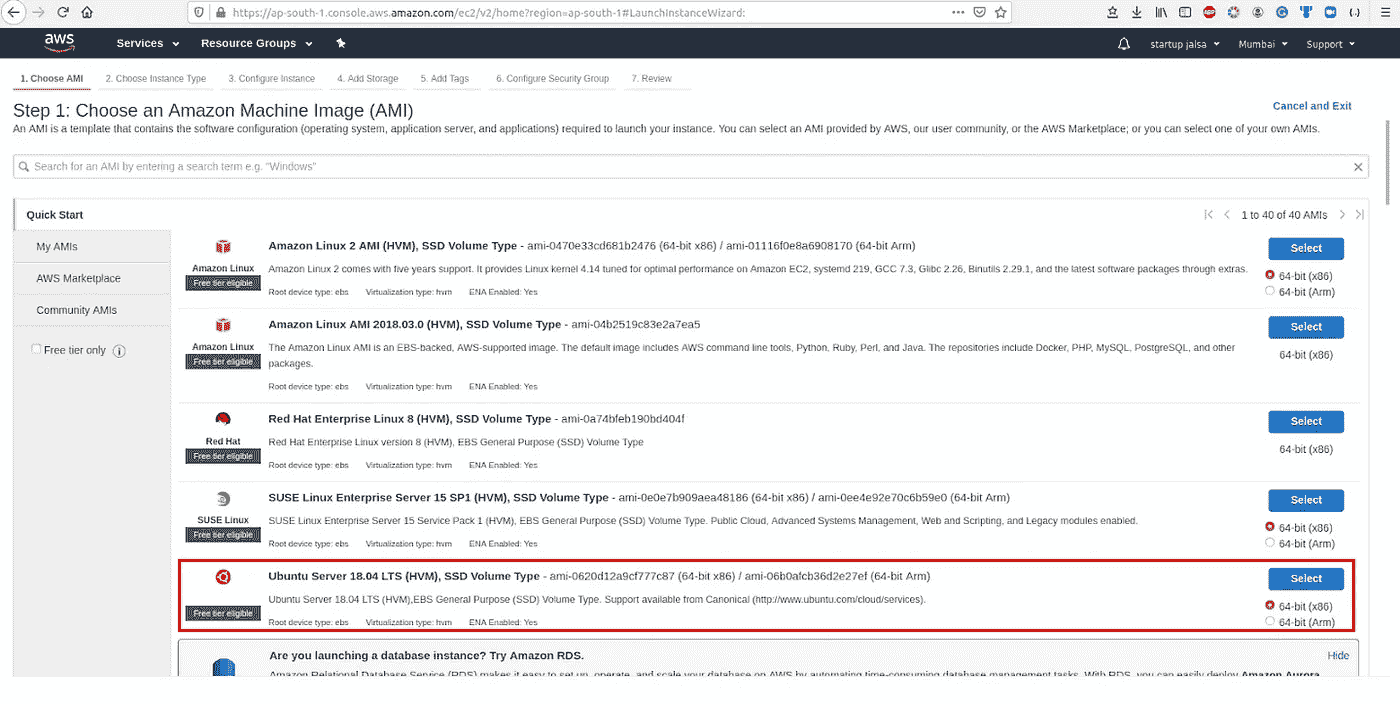 https://ap-south-1.console.aws.amazon.com/ec2/v2/home?region=ap-south-1#LaunchInstanceWizard:
aws Services Resource Groups startup jalsa Mumbai Support
1. Choose AMI 2. Choose Instance Type 3. Configure Instance 4. Add Storage 5. Add Tags 6. Configure Security Group 7. Review
Step 1: Choose an Amazon Machine Image (AMI)
Cancel and Exit
An AMI is a template that contains the software configuration (operating system, application server, and applications) required to launch your instance. You can select an AMI provided by AWS, our user community, or the AWS Marketplace; or you can select one of your own AMIs.
Search for an AMI by entering a search term e.g. "Windows"
Quick Start
1 to 40 of 40 AMIs
My AMIs
AWS Marketplace
Community AMIs
Free tier only
Amazon Linux
Free tier eligible
Amazon Linux 2 AMI (HVM), SSD Volume Type - ami-0470e33cd681b2476 (64-bit x86) / ami-01116f0e8a6908170 (64-bit Arm)
Amazon Linux 2 comes with five years support. It provides Linux kernel 4.14 tuned for optimal performance on Amazon EC2, systemd 219, GCC 7.3, Glibc 2.26, Binutils 2.29.1, and the latest software packages through extras.
Root device type: ebs Virtualization type: hvm ENA Enabled: Yes
Select
64-bit (x86)
64-bit (Arm)
Amazon Linux
Free tier eligible
Amazon Linux AMI 2018.03.0 (HVM), SSD Volume Type - ami-04b2519c83e2a7ea5
The Amazon Linux AMI is an EBS-backed, AWS-supported image. The default image includes AWS command line tools, Python, Ruby, Perl, and Java. The repositories include Docker, PHP, MySQL, PostgreSQL, and other
packages.
Root device type: ebs Virtualization type: hvm ENA Enabled: Yes
Select
64-bit (x86)
Red Hat
Free tier eligible
Red Hat Enterprise Linux 8 (HVM), SSD Volume Type - ami-0a74bfeb190bd404f
Red Hat Enterprise Linux version 8 (HVM), EBS General Purpose (SSD) Volume Type
Root device type: ebs Virtualization type: hvm ENA Enabled: Yes
Select
64-bit (x86)
SUSE Linux
Free tier eligible
SUSE Linux Enterprise Server 15 SP1 (HVM), SSD Volume Type - ami-0e0e7b909aea48186 (64-bit x86) / ami-0ee4e92e70c6b59e0 (64-bit Arm)
SUSE Linux Enterprise Server 15 Service Pack 1 (HVM), EBS General Purpose (SSD) Volume Type. Public Cloud, Advanced Systems Management, Web and Scripting, and Legacy modules enabled.
Root device type: ebs Virtualization type: hvm ENA Enabled: Yes
Select
64-bit (x86)
64-bit (Arm)
Free tier eligible
Ubuntu Server 18.04 LTS (HVM), SSD Volume Type - ami-0620d12a9cf777c87 (64-bit x86) / ami-06b0afcb36d2e27ef (64-bit Arm)
Ubuntu Server 18.04 LTS (HVM),EBS General Purpose (SSD) Volume Type. Support available from Canonical (http://www.ubuntu.com/cloud/services).
Root device type: ebs Virtualization type: hvm ENA Enabled: Yes
Select
64-bit (x86)
64-bit (Arm)
Are you launching a database instance? Try Amazon RDS.
Hide
Amazon Relational Database Service (RDS) makes it easy to set up, operate, and scale your database on AWS by automating time-consuming database management tasks. With RDS, you can easily deploy Amazon Aurora,